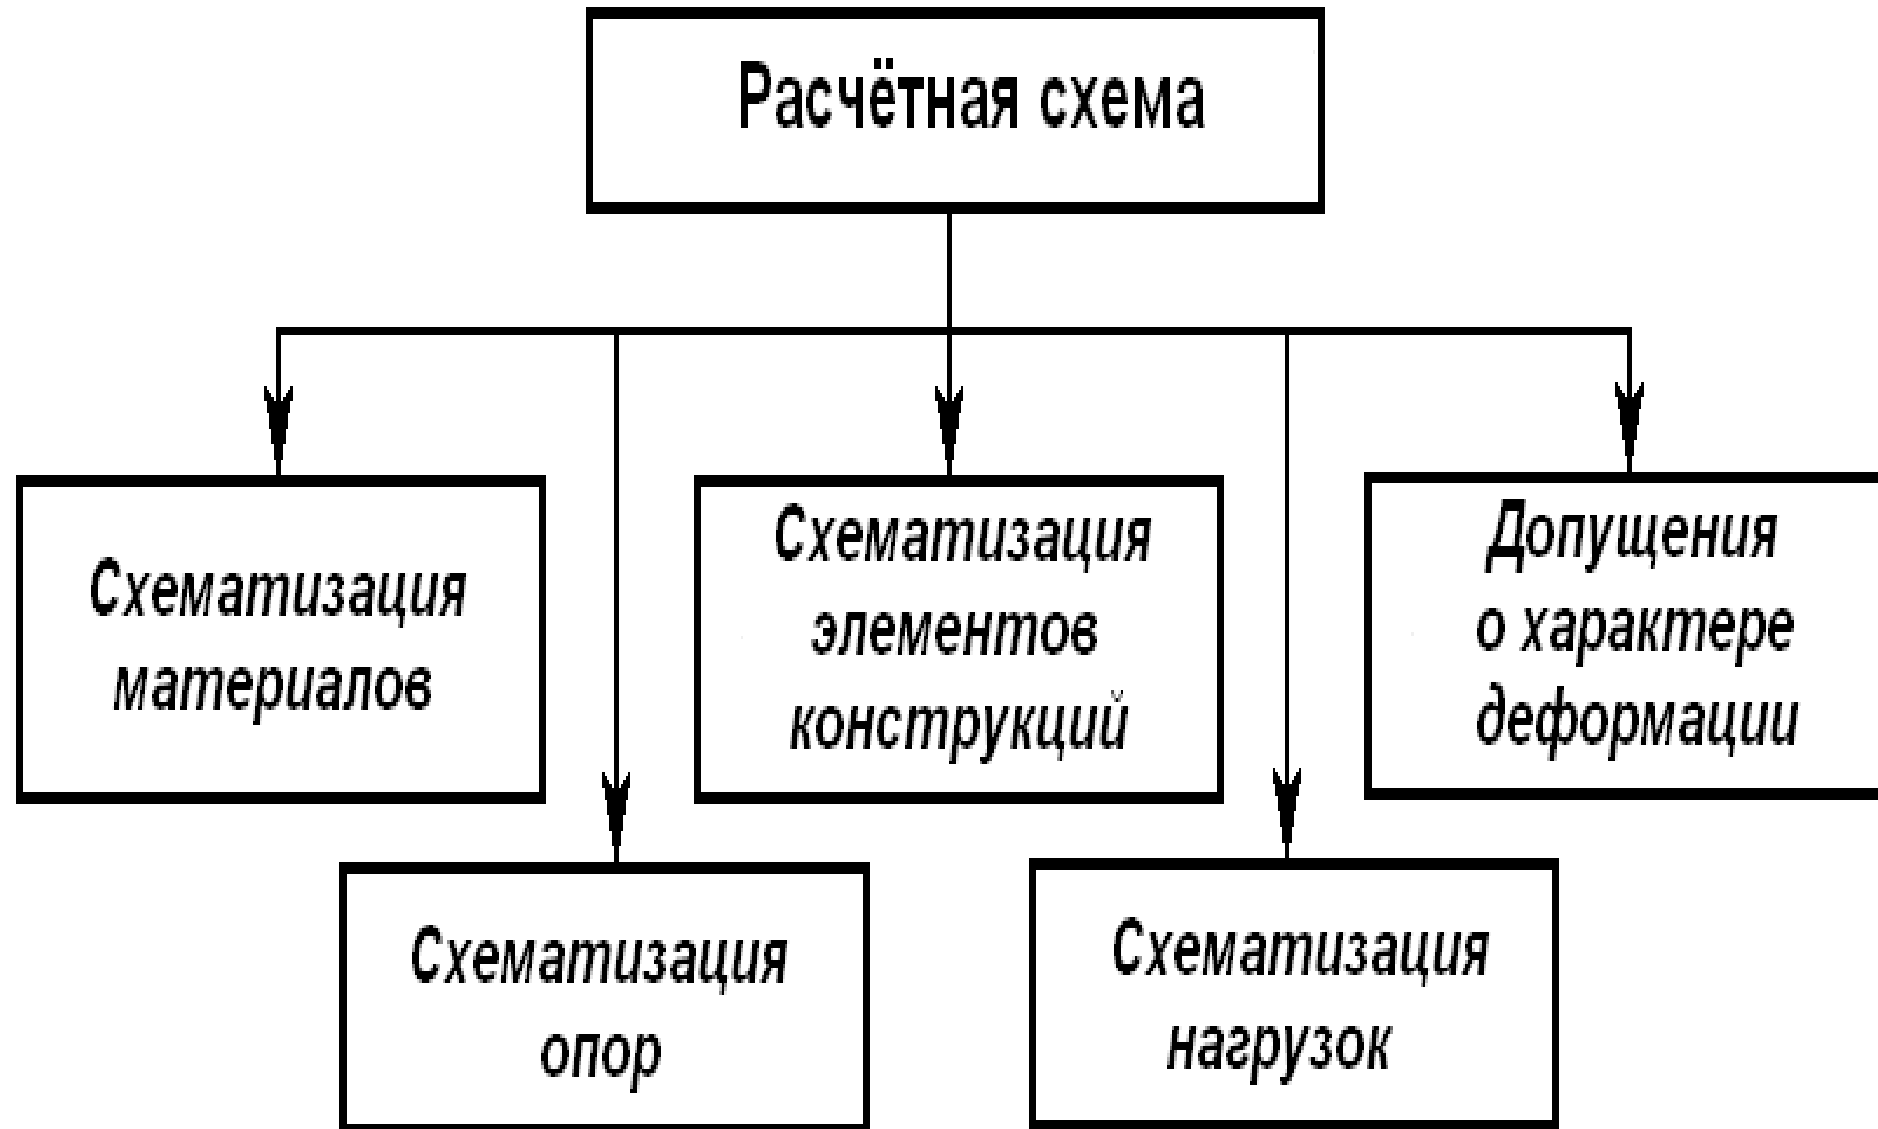 Расчётная схема
Схематизация
материалов
Схематизация
элементов
конструкций
Допущения
о характере
деформации
Схематизация
опор
Схематизация
нагрузок